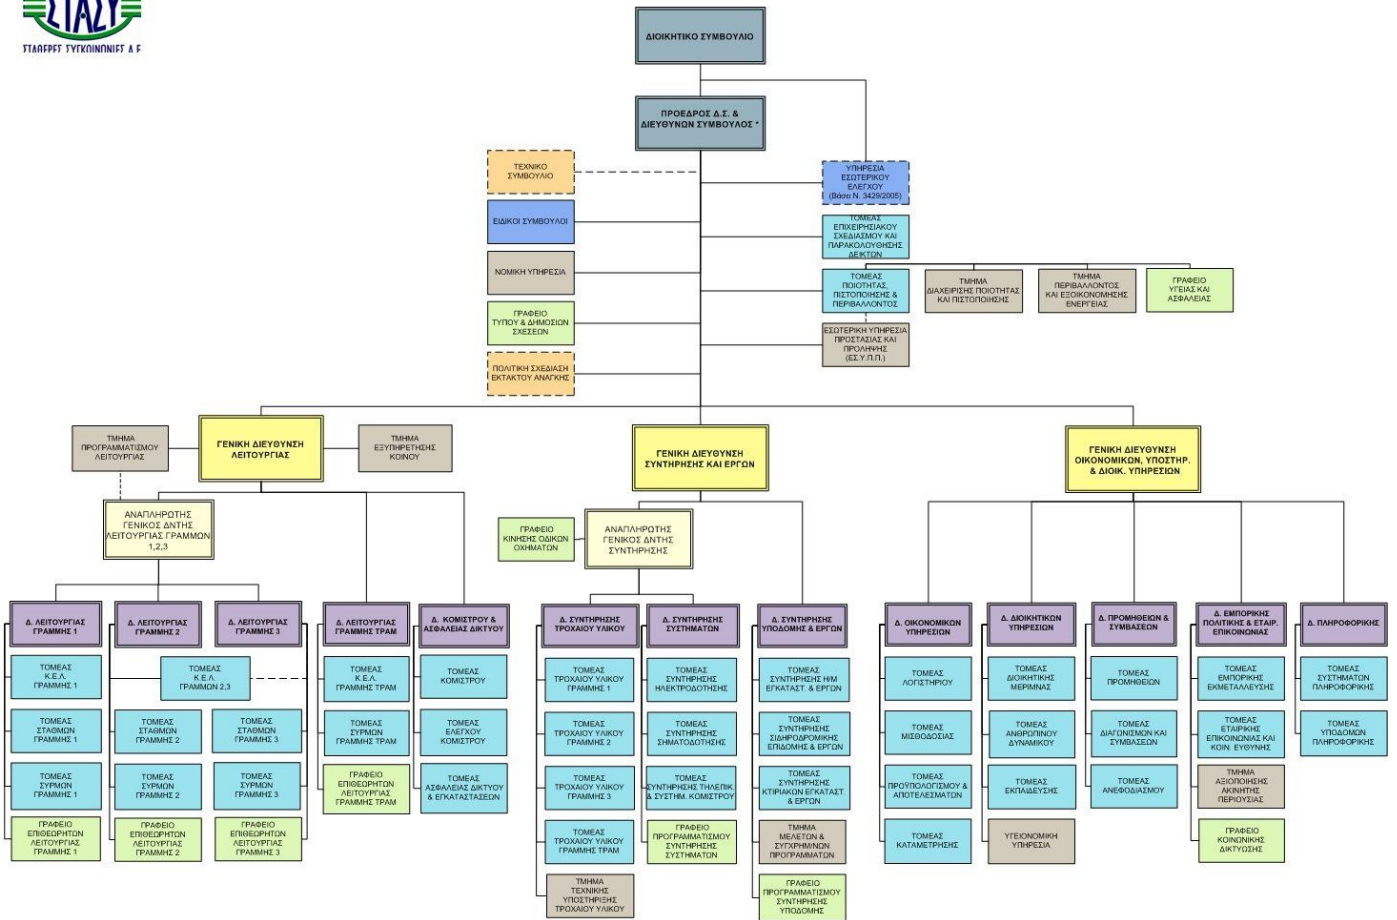 ΣΤΑΣΥ
ΣΤΑΘΕΡΕΣ ΣΥΓΚΟΙΝΩΝΙΕΣ Α.Ε
ΔΙΟΙΚΗΤΙΚΟ ΣΥΜΒΟΥΛΙΟ
ΠΡΟΕΔΡΟΣ Δ.Σ. &
ΔΙΕΥΘΥΝΩΝ ΣΥΜΒΟΥΛΟΣ *
ΤΕΧΝΙΚΟ
ΣΥΜΒΟΥΛΙΟ
ΥΠΗΡΕΣΙΑ
ΕΣΩΤΕΡΙΚΟΥ
ΕΛΕΓΧΟΥ
(Βάσει Ν. 3429/2005)
ΕΙΔΙΚΟΙ ΣΥΜΒΟΥΛΟΙ
ΤΟΜΕΑΣ
ΕΠΙΧΕΙΡΗΣΙΑΚΟΥ
ΣΧΕΔΙΑΣΜΟΥ ΚΑΙ
ΠΑΡΑΚΟΛΟΥΘΗΣΗΣ
ΔΕΙΚΤΩΝ
ΝΟΜΙΚΗ ΥΠΗΡΕΣΙΑ
ΤΟΜΕΑΣ
ΠΟΙΟΤΗΤΑΣ,
ΠΙΣΤΟΠΟΙΗΣΗΣ &
ΠΕΡΙΒΑΛΛΟΝΤΟΣ
ΤΜΗΜΑ
ΔΙΑΧΕΙΡΙΣΗΣ ΠΟΙΟΤΗΤΑΣ
ΚΑΙ ΠΙΣΤΟΠΟΙΗΣΗΣ
ΤΜΗΜΑ
ΠΕΡΙΒΑΛΛΟΝΤΟΣ
ΚΑΙ ΕΞΟΙΚΟΝΟΜΗΣΗΣ
ΕΝΕΡΓΕΙΑΣ
ΓΡΑΦΕΙΟ
ΥΓΕΙΑΣ ΚΑΙ
ΑΣΦΑΛΕΙΑΣ
ΓΡΑΦΕΙΟ
ΤΥΠΟΥ & ΔΗΜΟΣΙΩΝ
ΣΧΕΣΕΩΝ
ΕΣΩΤΕΡΙΚΗ ΥΠΗΡΕΣΙΑ
ΠΡΟΣΤΑΣΙΑΣ ΚΑΙ
ΠΡΟΛΗΨΗΣ
(ΕΣ.Υ.Π.Π.)
ΠΟΛΙΤΙΚΗ ΣΧΕΔΙΑΣΗ
ΕΚΤΑΚΤΟΥ ΑΝΑΓΚΗΣ
ΤΜΗΜΑ
ΠΡΟΓΡΑΜΜΑΤΙΣΜΟΥ
ΛΕΙΤΟΥΡΓΙΑΣ
ΓΕΝΙΚΗ ΔΙΕΥΘΥΝΣΗ
ΛΕΙΤΟΥΡΓΙΑΣ
ΤΜΗΜΑ
ΕΞΥΠΗΡΕΤΗΣΗΣ
ΚΟΙΝΟΥ
ΓΕΝΙΚΗ ΔΙΕΥΘΥΝΣΗ
ΣΥΝΤΗΡΗΣΗΣ ΚΑΙ ΕΡΓΩΝ
ΓΕΝΙΚΗ ΔΙΕΥΘΥΝΣΗ
ΟΙΚΟΝΟΜΙΚΩΝ, ΥΠΟΣΤΗΡ.
& ΔΙΟΙΚ. ΥΠΗΡΕΣΙΩΝ
ΑΝΑΠΛΗΡΩΤΗΣ
ΓΕΝΙΚΟΣ ΔΝΤΗΣ
ΛΕΙΤΟΥΡΓΙΑΣ ΓΡΑΜΜΩΝ
1,2,3
ΓΡΑΦΕΙΟ
ΚΙΝΗΣΗΣ ΟΔΙΚΩΝ
ΟΧΗΜΑΤΩΝ
ΑΝΑΠΛΗΡΩΤΗΣ
ΓΕΝΙΚΟΣ ΔΝΤΗΣ
ΣΥΝΤΗΡΗΣΗΣ
Δ. ΛΕΙΤΟΥΡΓΙΑΣ
ΓΡΑΜΜΗΣ 1
Δ. ΛΕΙΤΟΥΡΓΙΑΣ
ΓΡΑΜΜΗΣ 2
Δ. ΛΕΙΤΟΥΡΓΙΑΣ
ΓΡΑΜΜΗΣ 3
Δ. ΛΕΙΤΟΥΡΓΙΑΣ
ΓΡΑΜΜΗΣ ΤΡΑΜ
Δ. ΚΟΜΙΣΤΡΟΥ &
ΑΣΦΑΛΕΙΑΣ ΔΙΚΤΥΟΥ
Δ. ΣΥΝΤΗΡΗΣΗΣ
ΤΡΟΧΑΙΟΥ ΥΛΙΚΟΥ
Δ. ΣΥΝΤΗΡΗΣΗΣ
ΣΥΣΤΗΜΑΤΩΝ
Δ. ΣΥΝΤΗΡΗΣΗΣ
ΥΠΟΔΟΜΗΣ & ΕΡΓΩΝ
Δ. ΟΙΚΟΝΟΜΙΚΩΝ
ΥΠΗΡΕΣΙΩΝ
Δ. ΔΙΟΙΚΗΤΙΚΩΝ
ΥΠΗΡΕΣΙΩΝ
Δ. ΠΡΟΜΗΘΕΙΩΝ &
ΣΥΜΒΑΣΕΩΝ
Δ. ΕΜΠΟΡΙΚΗΣ
ΠΟΛΙΤΙΚΗΣ & ΕΤΑΙΡ.
ΕΠΙΚΟΙΝΩΝΙΑΣ
Δ. ΠΛΗΡΟΦΟΡΙΚΗΣ
ΤΟΜΕΑΣ
Κ.Ε.Λ.
ΓΡΑΜΜΗΣ 1
ΤΟΜΕΑΣ
Κ.Ε.Λ.
ΓΡΑΜΜΩΝ 2,3
ΤΟΜΕΑΣ
Κ.Ε.Λ.
ΓΡΑΜΜΗΣ ΤΡΑΜ
ΤΟΜΕΑΣ
ΚΟΜΙΣΤΡΟΥ
ΤΟΜΕΑΣ
ΤΡΟΧΑΙΟΥ ΥΛΙΚΟΥ
ΓΡΑΜΜΗΣ 1
ΤΟΜΕΑΣ
ΣΥΝΤΗΡΗΣΗΣ
ΗΛΕΚΤΡΟΔΟΤΗΣΗΣ
ΤΟΜΕΑΣ
ΣΥΝΤΗΡΗΣΗΣ Η/Μ
ΕΓΚΑΤΑΣΤ. & ΕΡΓΩΝ
ΤΟΜΕΑΣ
ΛΟΓΙΣΤΗΡΙΟΥ
ΤΟΜΕΑΣ
ΔΙΟΙΚΗΤΙΚΗΣ
ΜΕΡΙΜΝΑΣ
ΤΟΜΕΑΣ
ΠΡΟΜΗΘΕΙΩΝ
ΤΟΜΕΑΣ
ΕΜΠΟΡΙΚΗΣ
ΕΚΜΕΤΑΛΛΕΥΣΗΣ
ΤΟΜΕΑΣ
ΣΥΣΤΗΜΑΤΩΝ
ΠΛΗΡΟΦΟΡΙΚΗΣ
ΤΟΜΕΑΣ
ΣΤΑΘΜΩΝ
ΓΡΑΜΜΗΣ 1
ΤΟΜΕΑΣ
ΣΤΑΘΜΩΝ
ΓΡΑΜΜΗΣ 2
ΤΟΜΕΑΣ
ΣΤΑΘΜΩΝ
ΓΡΑΜΜΗΣ 3
ΤΟΜΕΑΣ
ΣΥΡΜΩΝ
ΓΡΑΜΜΗΣ ΤΡΑΜ
ΤΟΜΕΑΣ
ΕΛΕΓΧΟΥ
ΚΟΜΙΣΤΡΟΥ
ΤΟΜΕΑΣ
ΤΡΟΧΑΙΟΥ ΥΛΙΚΟΥ
ΓΡΑΜΜΗΣ 2
ΤΟΜΕΑΣ
ΣΥΝΤΗΡΗΣΗΣ
ΣΗΜΑΤΟΔΟΤΗΣΗΣ
ΤΟΜΕΑΣ
ΣΥΝΤΗΡΗΣΗΣ
ΣΙΔΗΡΟΔΡΟΜΙΚΗΣ
ΕΠΙΔΟΜΗΣ & ΕΡΓΩΝ
ΤΟΜΕΑΣ
ΜΙΣΘΟΔΟΣΙΑΣ
ΤΟΜΕΑΣ
ΑΝΘΡΩΠΙΝΟΥ
ΔΥΝΑΜΙΚΟΥ
ΤΟΜΕΑΣ
ΔΙΑΓΩΝΙΣΜΩΝ ΚΑΙ
ΣΥΜΒΑΣΕΩΝ
ΤΟΜΕΑΣ
ΕΤΑΙΡΙΚΗΣ
ΕΠΙΚΟΙΝΩΝΙΑΣ ΚΑΙ
ΚΟΙΝ. ΕΥΘΥΝΗΣ
ΤΟΜΕΑΣ
ΥΠΟΔΟΜΩΝ
ΠΛΗΡΟΦΟΡΙΚΗΣ
ΤΟΜΕΑΣ
ΣΥΡΜΩΝ
ΓΡΑΜΜΗΣ 1
ΤΟΜΕΑΣ
ΣΥΡΜΩΝ
ΓΡΑΜΜΗΣ 2
ΤΟΜΕΑΣ
ΣΥΡΜΩΝ
ΓΡΑΜΜΗΣ 3
ΓΡΑΦΕΙΟ
ΕΠΙΘΕΩΡΗΤΩΝ
ΛΕΙΤΟΥΡΓΙΑΣ
ΓΡΑΜΜΗΣ ΤΡΑΜ
ΤΟΜΕΑΣ
ΑΣΦΑΛΕΙΑΣ ΔΙΚΤΥΟΥ
& ΕΓΚΑΤΑΣΤΑΣΕΩΝ
ΤΟΜΕΑΣ
ΤΡΟΧΑΙΟΥ ΥΛΙΚΟΥ
ΓΡΑΜΜΗΣ 3
ΤΟΜΕΑΣ
ΣΥΝΤΗΡΗΣΗΣ ΤΗΛΕΠΙΚ.
& ΣΥΣΤΗΜ. ΚΟΜΙΣΤΡΟΥ
ΤΟΜΕΑΣ
ΣΥΝΤΗΡΗΣΗΣ
ΚΤΙΡΙΑΚΩΝ ΕΓΚΑΤΑΣΤ.
& ΕΡΓΩΝ
ΤΟΜΕΑΣ
ΠΡΟΫΠΟΛΟΓΙΣΜΟΥ &
ΑΠΟΤΕΛΕΣΜΑΤΩΝ
ΤΟΜΕΑΣ
ΕΚΠΑΙΔΕΥΣΗΣ
ΤΟΜΕΑΣ
ΑΝΕΦΟΔΙΑΣΜΟΥ
ΤΜΗΜΑ
ΑΞΙΟΠΟΙΗΣΗΣ
ΑΚΙΝΗΤΗΣ
ΠΕΡΙΟΥΣΙΑΣ
ΓΡΑΦΕΙΟ
ΕΠΙΘΕΩΡΗΤΩΝ
ΛΕΙΤΟΥΡΓΙΑΣ
ΓΡΑΜΜΗΣ 1
ΓΡΑΦΕΙΟ
ΕΠΙΘΕΩΡΗΤΩΝ
ΛΕΙΤΟΥΡΓΙΑΣ
ΓΡΑΜΜΗΣ 2
ΓΡΑΦΕΙΟ
ΕΠΙΘΕΩΡΗΤΩΝ
ΛΕΙΤΟΥΡΓΙΑΣ
ΓΡΑΜΜΗΣ 3
ΤΟΜΕΑΣ
ΤΡΟΧΑΙΟΥ ΥΛΙΚΟΥ
ΓΡΑΜΜΗΣ ΤΡΑΜ
ΓΡΑΦΕΙΟ
ΠΡΟΓΡΑΜΜΑΤΙΣΜΟΥ
ΣΥΝΤΗΡΗΣΗΣ
ΣΥΣΤΗΜΑΤΩΝ
ΤΜΗΜΑ
ΜΕΛΕΤΩΝ &
ΣΥΓΧΡΗΜ/ΝΩΝ
ΠΡΟΓΡΑΜΜΑΤΩΝ
ΤΟΜΕΑΣ
ΚΑΤΑΜΕΤΡΗΣΗΣ
ΥΓΕΙΟΝΟΜΙΚΗ
ΥΠΗΡΕΣΙΑ
ΓΡΑΦΕΙΟ
ΚΟΙΝΩΝΙΚΗΣ
ΔΙΚΤΥΩΣΗΣ
ΤΜΗΜΑ
ΤΕΧΝΙΚΗΣ
ΥΠΟΣΤΗΡΙΞΗΣ
ΤΡΟΧΑΙΟΥ ΥΛΙΚΟΥ
ΓΡΑΦΕΙΟ
ΠΡΟΓΡΑΜΜΑΤΙΣΜΟΥ
ΣΥΝΤΗΡΗΣΗΣ
ΥΠΟΔΟΜΗΣ